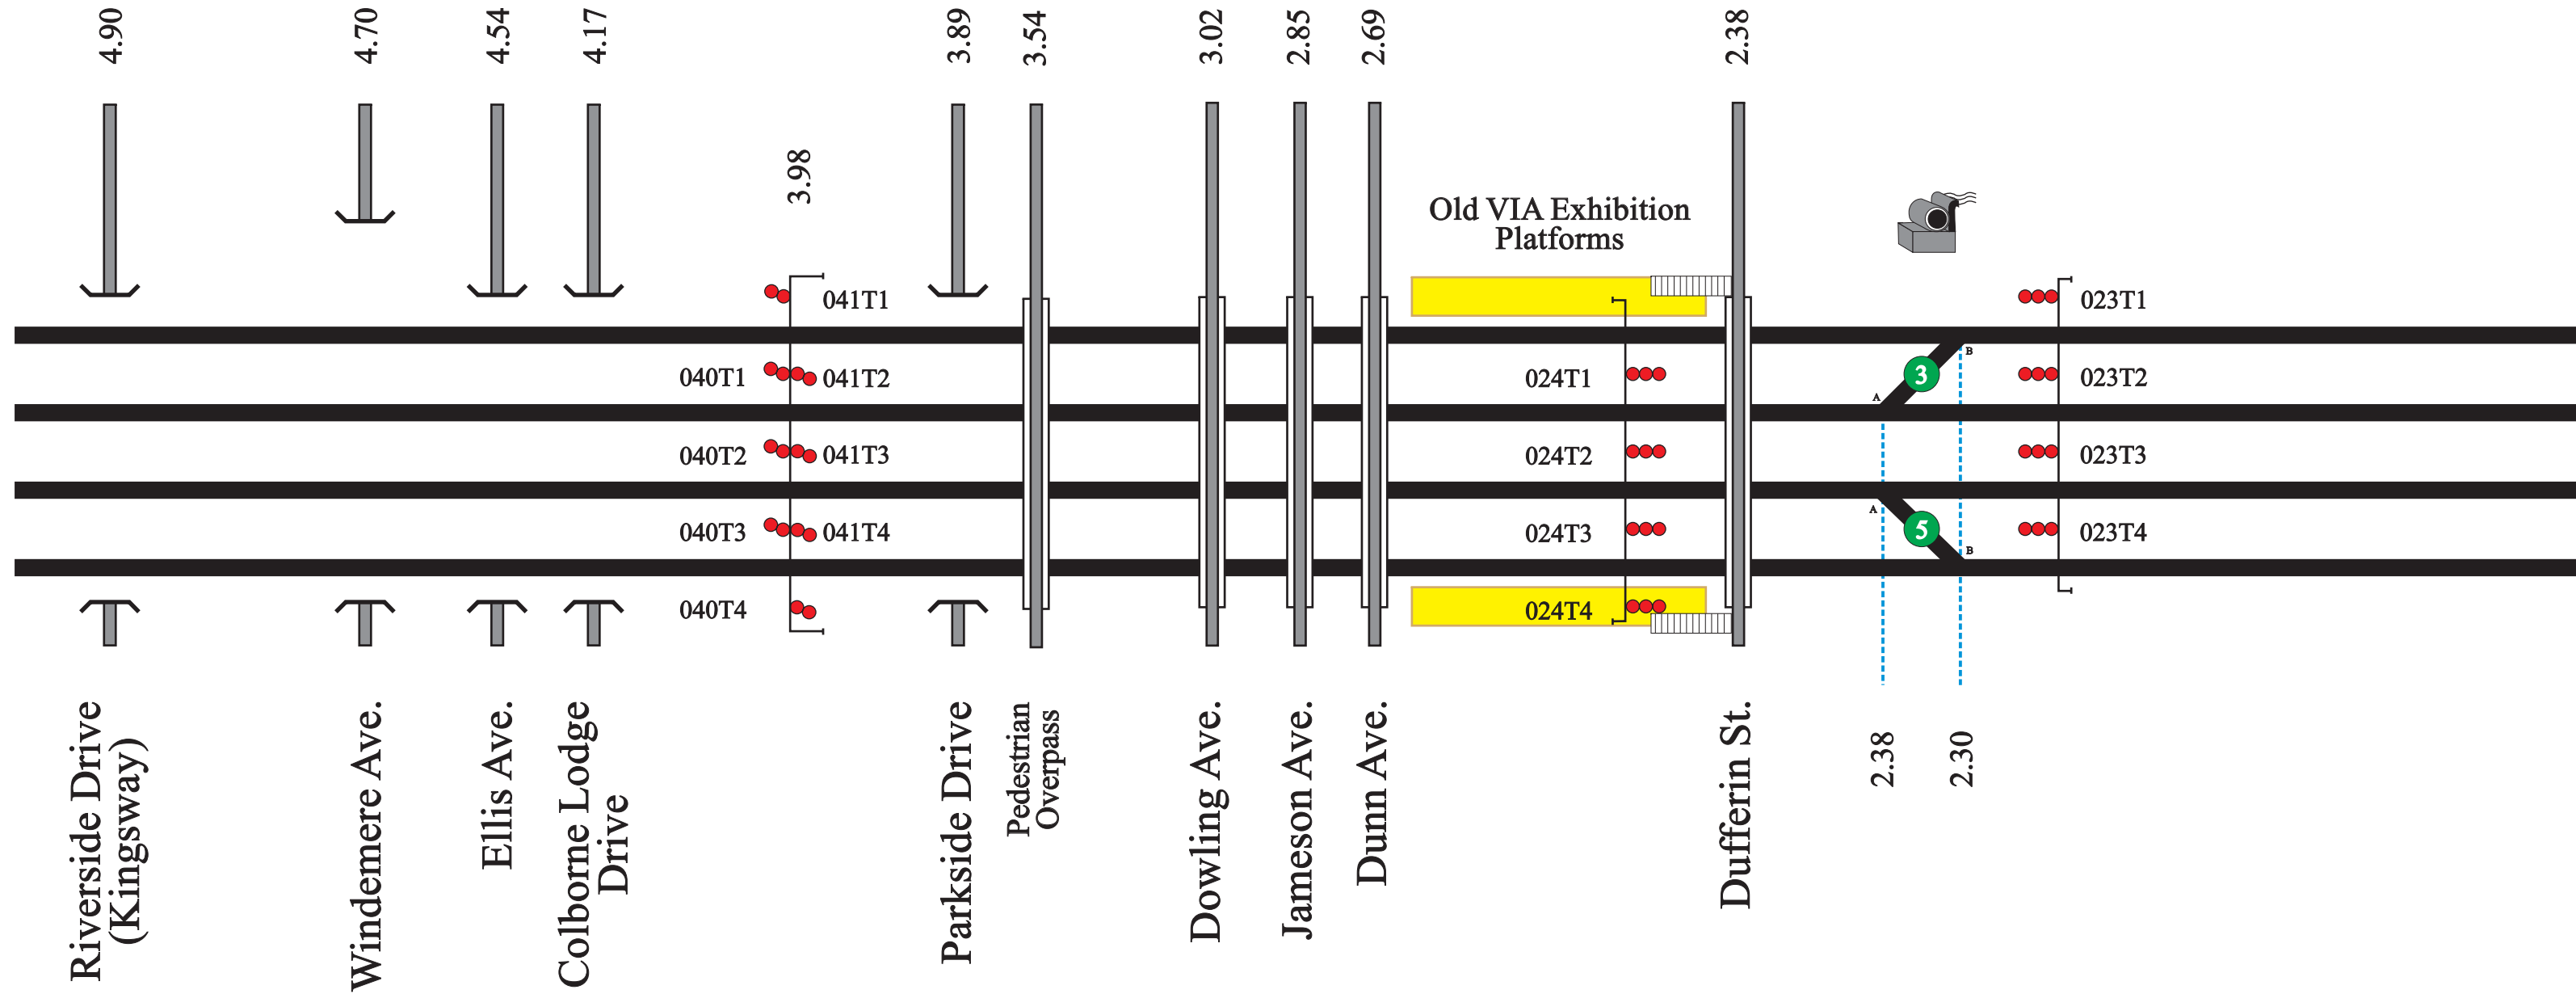 4.90
4.70
4.54
4.17
3.89
3.54
3.02
2.85
2.69
2.38
3.98
Old VIA Exhibition
Platforms
041T1
023T1
B
040T1
041T2
024T1
3
023T2
A
040T2
041T3
024T2
023T3
A
040T3
041T4
024T3
5
023T4
B
040T4
024T4
Riverside Drive
(Kingsway)
Windemere Ave.
Ellis Ave.
Colborne Lodge
Drive
Parkside Drive
Pedestrian
Overpass
Dowling Ave.
Jameson Ave.
Dunn Ave.
Dufferin St.
2.38
2.30